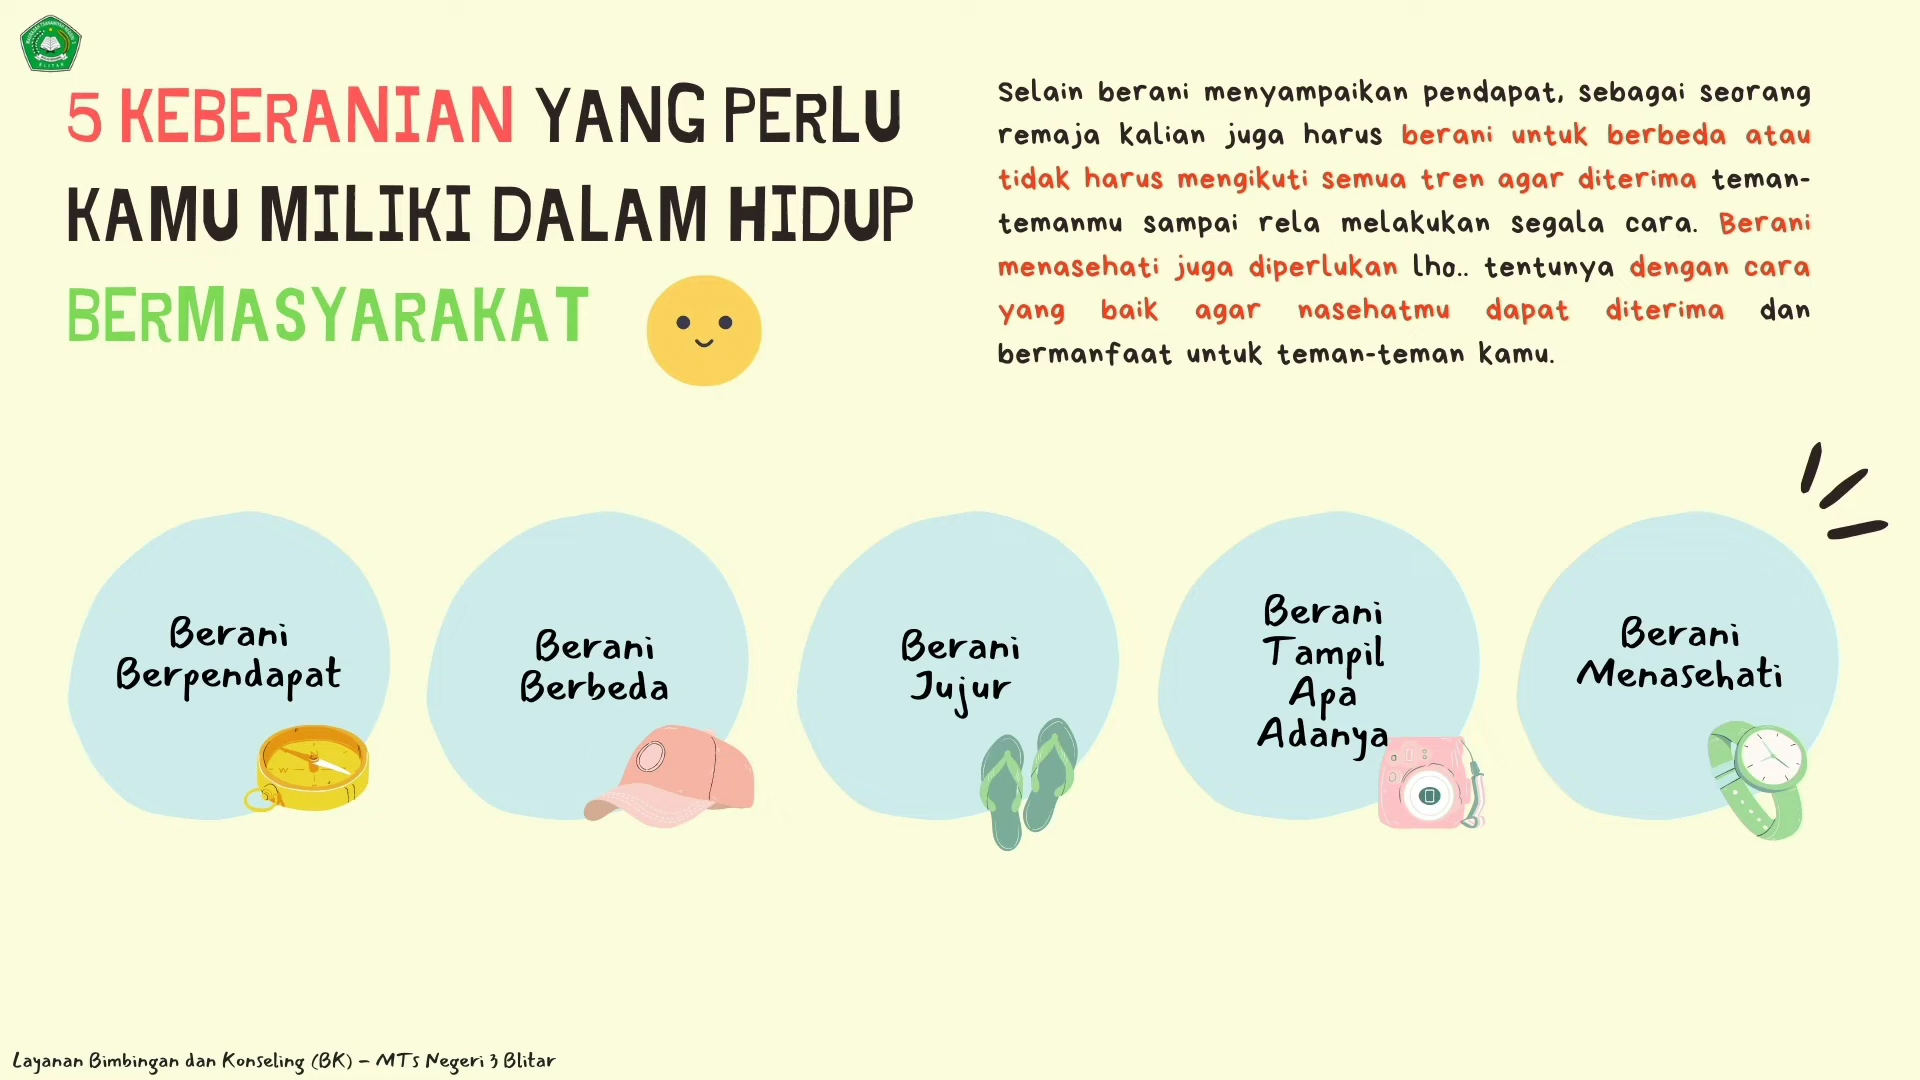 5 KEBERANIAN YANG PERLU
KAMU MILIKI DALAM HIDUP
BERMASYARAKAT
Selain berani menyampaikan pendapat, sebagai seorang
remaja kalian juga harus berani untuk berbeda atau
tidak harus mengikuti semua tren agar diterima teman-
temanmu sampai rela melakukan segala cara. Berani
menasehati juga diperlukan lho.. tentunya dengan cara
yang baik agar nasehatmu dapat diterima dan
bermanfaat untuk teman-teman kamu.
Berani
Berpendapat
Berani
Berbeda
Berani
Jujur
Berani
Tampil
Apa
Adanya
Berani
Menasehati
W
Layanan Bimbingan dan Konseling (BK) – MTs Negeri 3 Blitar